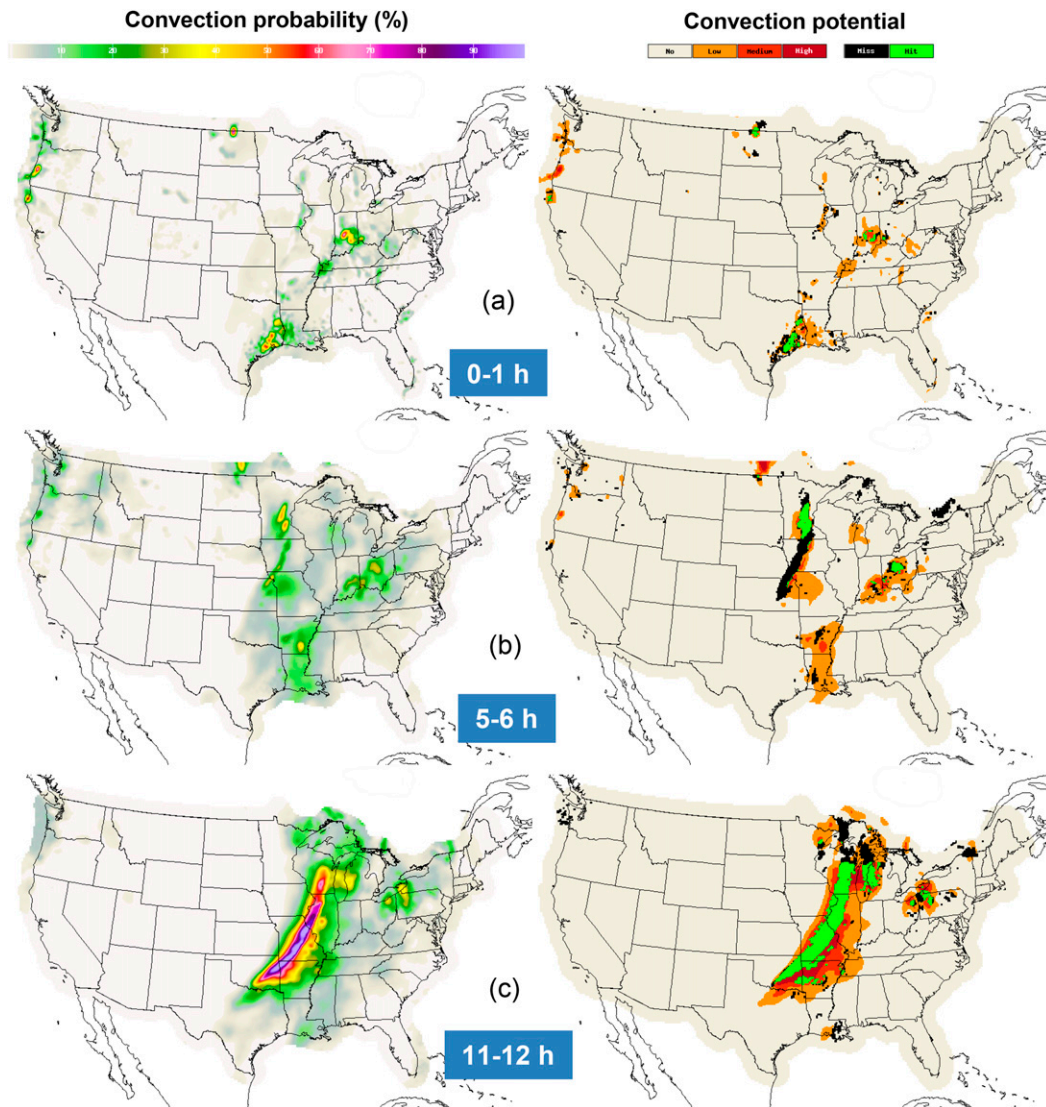 Convection probability (%)
Convection potential
10 20 30 40 50 60 70 80 90
No Low Medium High Miss Hit
(a)
0-1 h
(b)
5-6 h
(c)
11-12 h